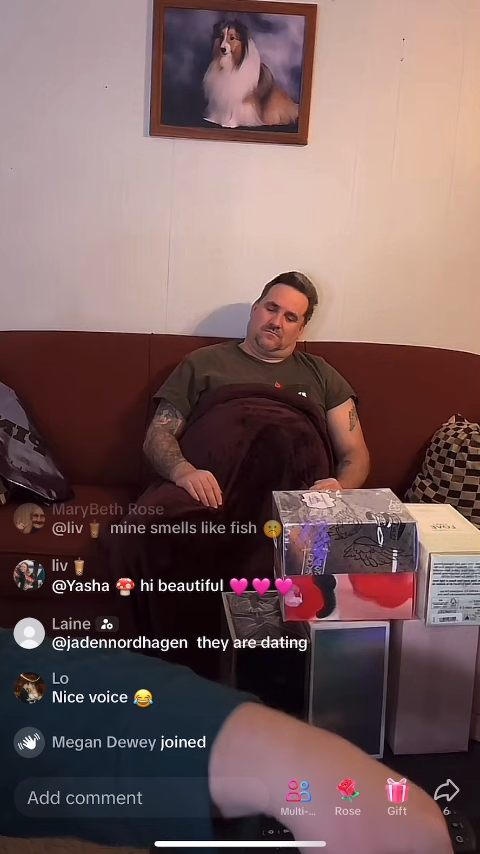 MaryBeth Rose
@liv 🧋 mine smells like fish 🤫
liv 🧋
@Yasha 🍄 hi beautiful 💗💗💗
Laine
@jadennordhagen they are dating
Lo
Nice voice 😂
Megan Dewey joined
Add comment
Multi-...
Rose
Gift
6